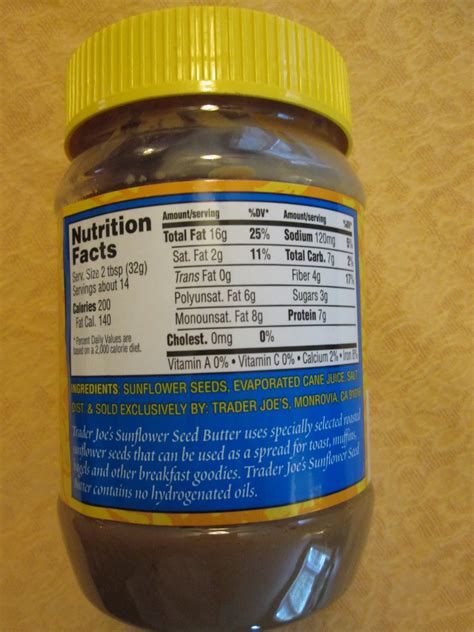 Nutrition
Facts
Serv. Size 2 tbsp (32g)
Servings about 14
Calories 200
Fat Cal. 140
*Percent Daily Values are
based on a 2,000 calorie diet.
Amount/serving %DV*
Total Fat 16g 25%
Sat. Fat 2g 11%
Trans Fat 0g
Polyunsat. Fat 6g
Monounsat. Fat 8g
Cholest. 0mg 0%
Amount/serving %DV*
Sodium 120mg 5%
Total Carb. 7g 2%
Fiber 4g 17%
Sugars 3g
Protein 7g
Vitamin A 0% • Vitamin C 0% • Calcium 2% • Iron 8%
INGREDIENTS: SUNFLOWER SEEDS, EVAPORATED CANE JUICE, SALT
DIST. & SOLD EXCLUSIVELY BY: TRADER JOE'S, MONROVIA, CA
Trader Joe's Sunflower Seed Butter uses specially selected roasted
sunflower seeds that can be used as a spread for toast, muffins,
bagels and other breakfast goodies. Trader Joe's Sunflower Seed
Butter contains no hydrogenated oils.